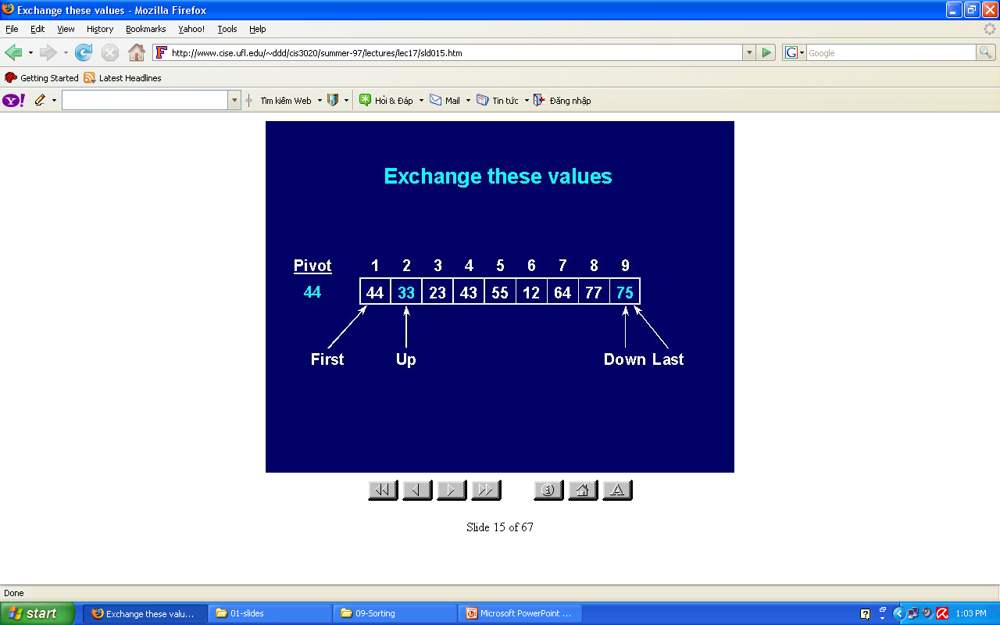 Exchange these values - Mozilla Firefox
File Edit View History Bookmarks Yahoo! Tools Help
http://www.cise.ufl.edu/~ddd/cis3020/summer-97/lectures/lec17/sld015.htm
G Google
Getting Started Latest Headlines
Y! Tìm kiếm Web Hỏi & Đáp Mail Tin tức Đăng nhập
Exchange these values
Pivot 1 2 3 4 5 6 7 8 9
44 44 33 23 43 55 12 64 77 75
First Up Down Last
Slide 15 of 67
Done
start Exchange these valu... 01-slides 09-Sorting Microsoft PowerPoint ... 1:03 PM